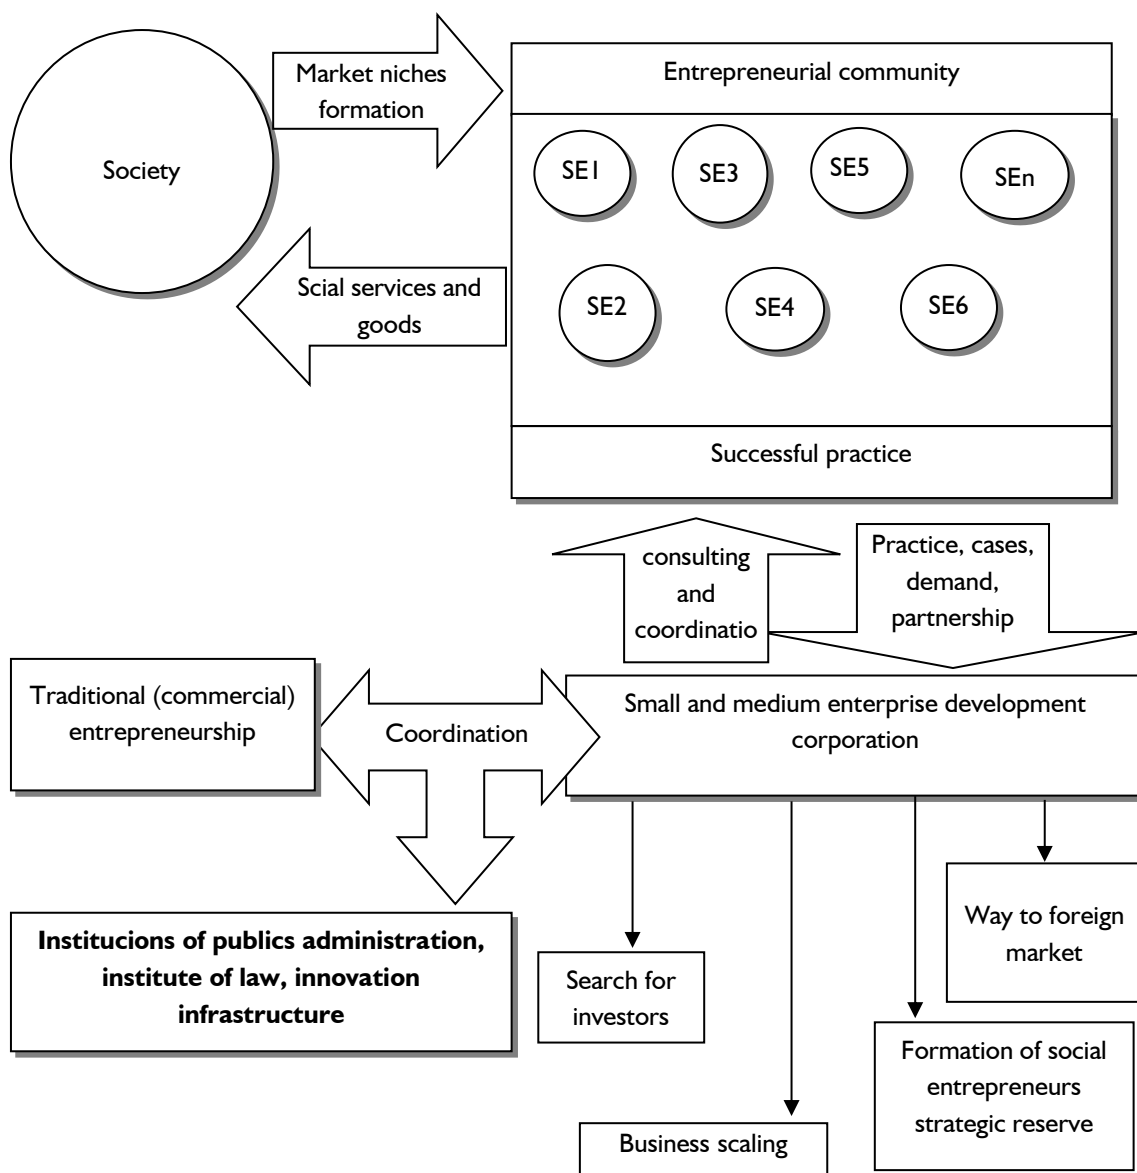 Market niches
formation
Entrepreneurial community
Society
SE1
SE3
SE5
SEn
Scial services and
goods
SE2
SE4
SE6
Successful practice
consulting
and
coordinatio
Practice, cases,
demand,
partnership
Traditional (commercial)
entrepreneurship
Coordination
Small and medium enterprise development
corporation
Institucions of publics administration,
institute of law, innovation
infrastructure
Search for
investors
Way to foreign
market
Formation of social
entrepreneurs
strategic reserve
Business scaling